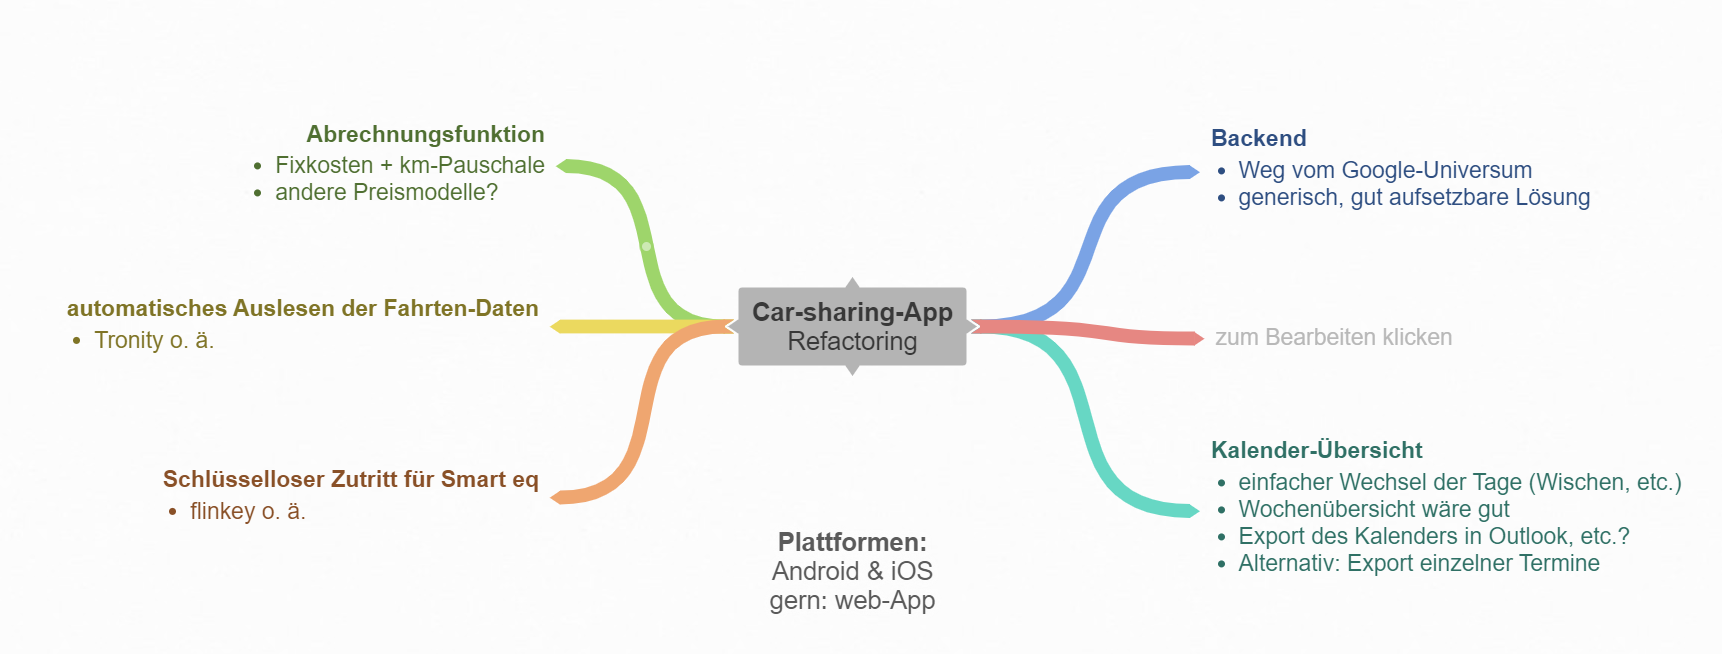 Abrechnungsfunktion
• Fixkosten + km-Pauschale
• andere Preismodelle?
automatisches Auslesen der Fahrten-Daten
• Tronity o. ä.
Schlüsselloser Zutritt für Smart eq
• flinkey o. ä.
Car-sharing-App
Refactoring
Plattformen:
Android & iOS
gern: web-App
Backend
• Weg vom Google-Universum
• generisch, gut aufsetzbare Lösung
zum Bearbeiten klicken
Kalender-Übersicht
• einfacher Wechsel der Tage (Wischen, etc.)
• Wochenübersicht wäre gut
• Export des Kalenders in Outlook, etc.?
• Alternativ: Export einzelner Termine